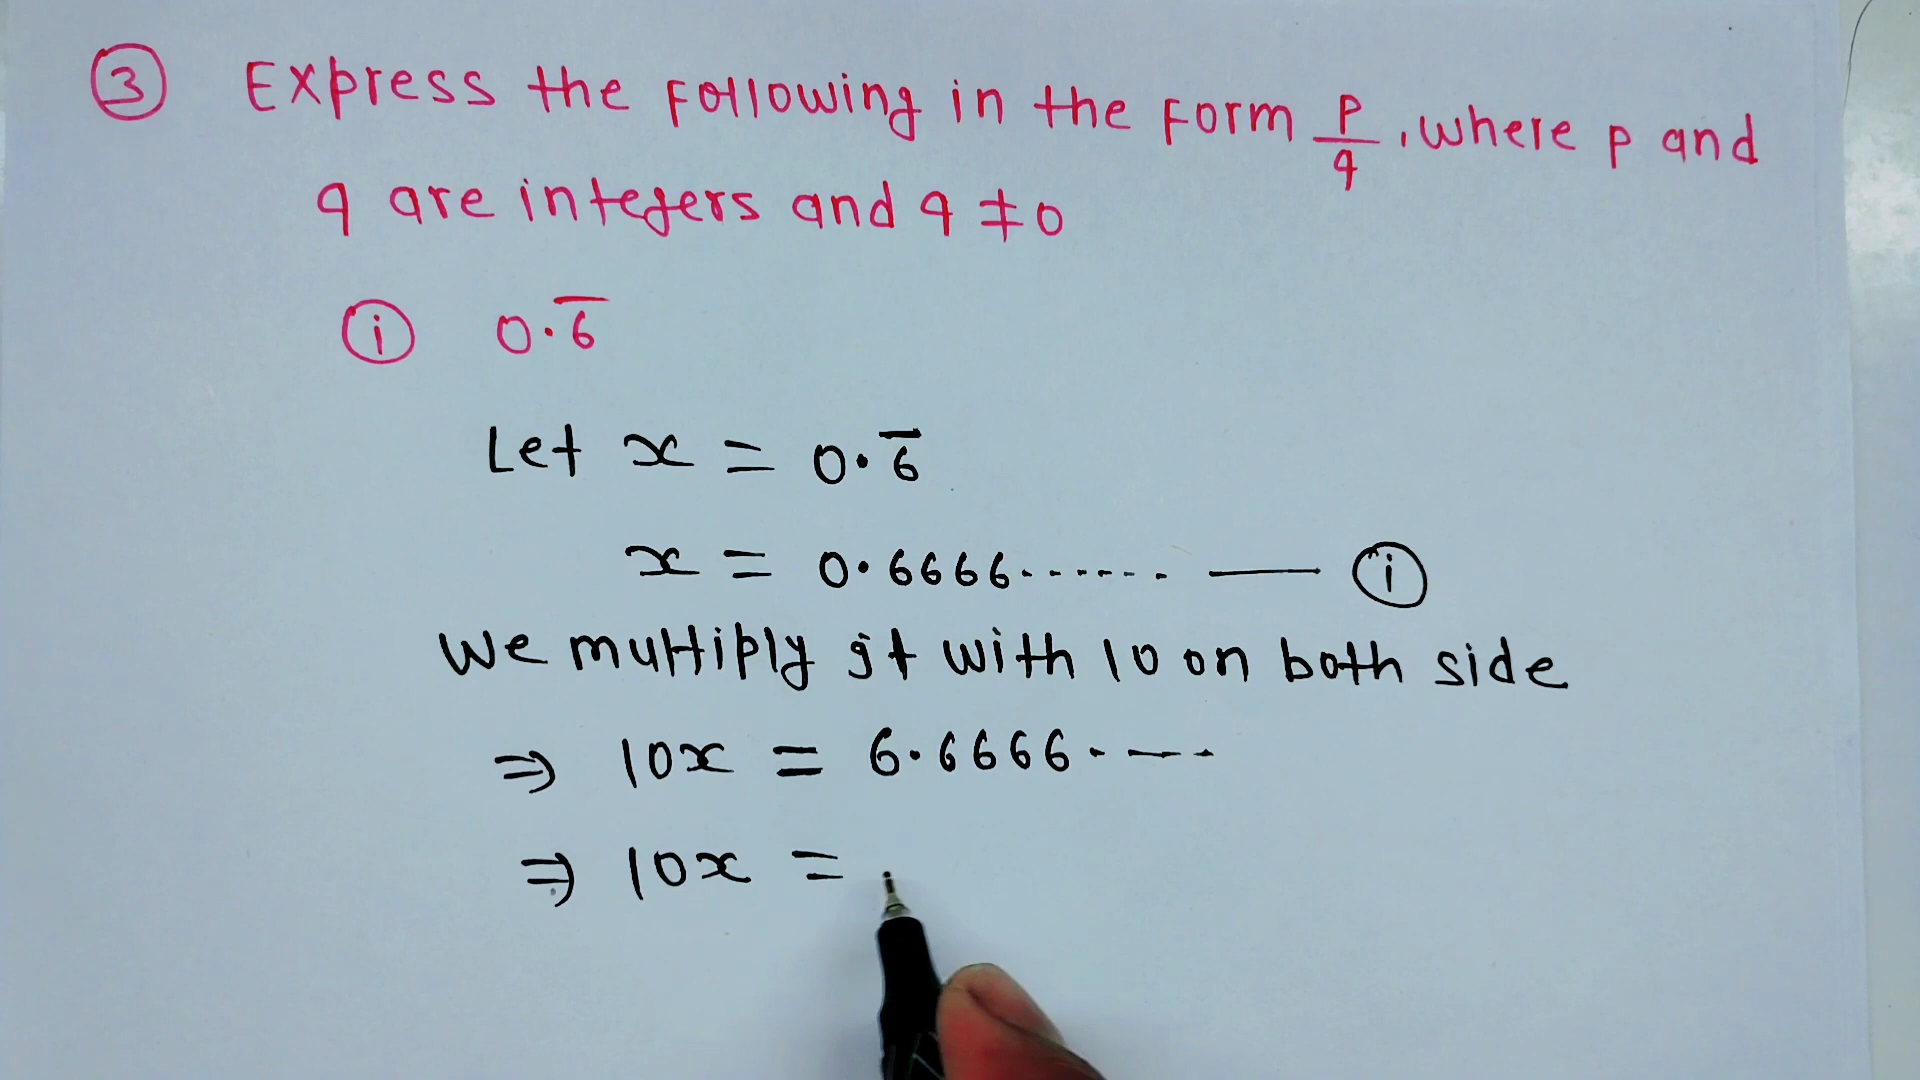 ③ Express the following in the form p/q, where p and
q are integers and q ≠ 0
ⓘ 0.6̅
Let x = 0.6̅
x = 0.6666....... —— ⓘ
We multiply it with 10 on both side
⇒ 10x = 6.6666.----
⇒ 10x =